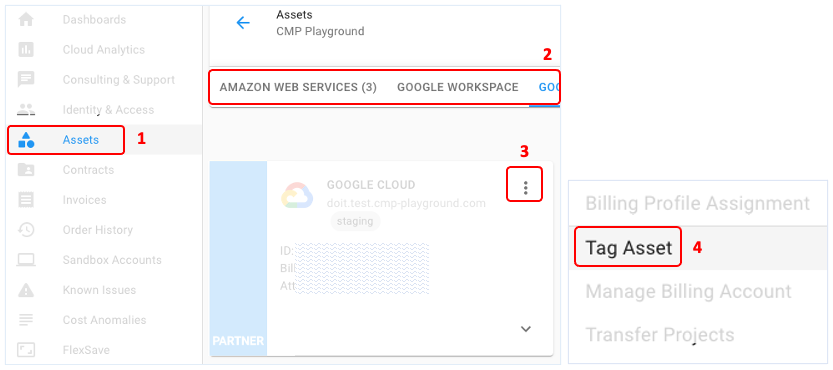 Dashboards
Cloud Analytics
Consulting & Support
Identity & Access
Assets
1
Contracts
Invoices
Order History
Sandbox Accounts
Known Issues
Cost Anomalies
FlexSave
Assets
CMP Playground
2
AMAZON WEB SERVICES (3) GOOGLE WORKSPACE GOO
3
GOOGLE CLOUD
doit.test.cmp-playground.com
staging
ID:
Bill
Att
PARTNER
Billing Profile Assignment
Tag Asset
4
Manage Billing Account
Transfer Projects